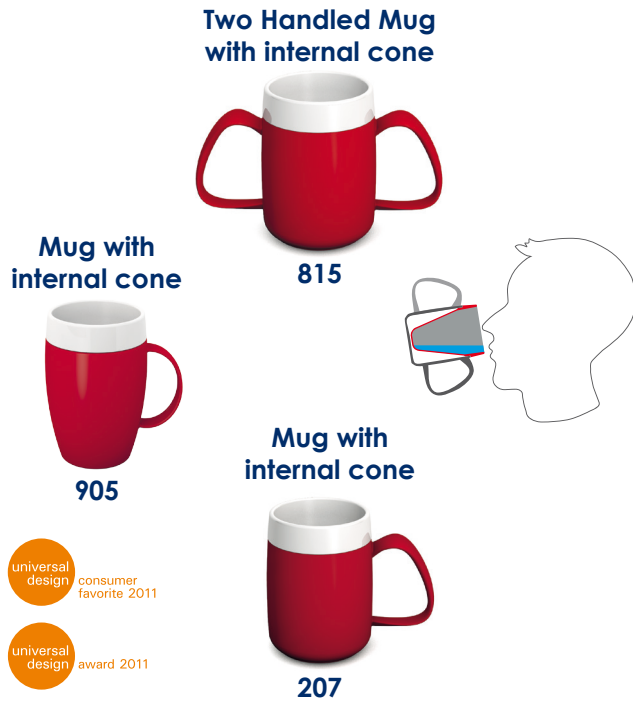 Two Handled Mug
with internal cone
815
Mug with
internal cone
905
Mug with
internal cone
207
universal
design
consumer
favorite 2011
universal
design
award 2011